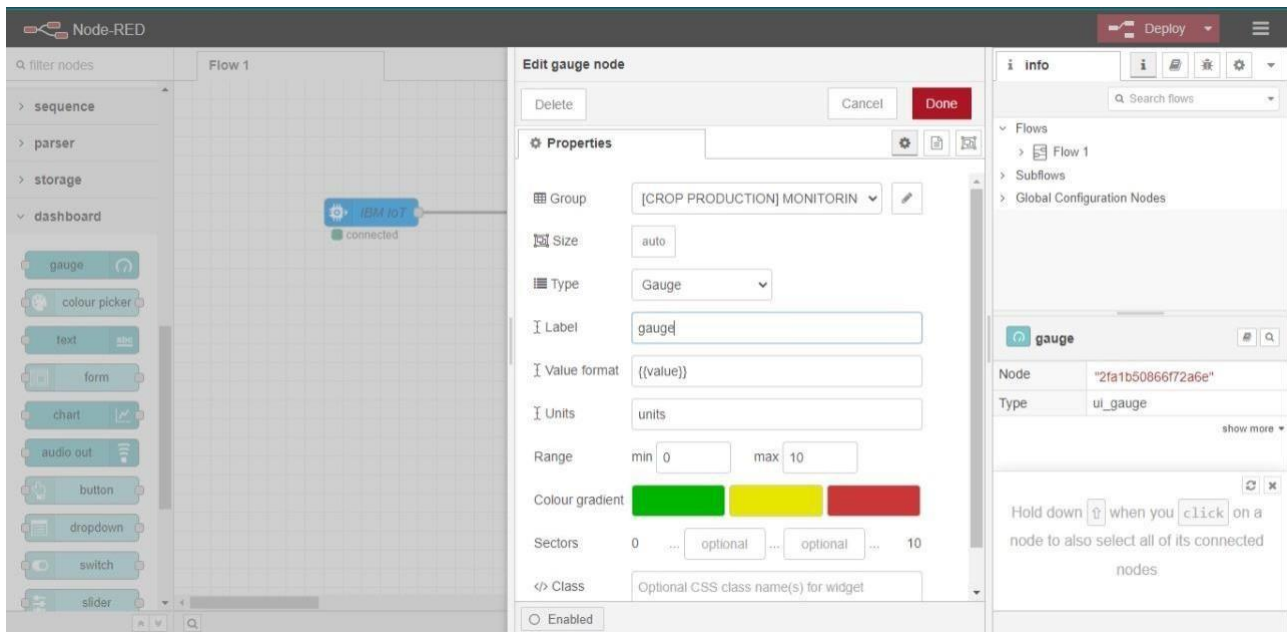 Node-RED
Deploy
filter nodes
sequence
parser
storage
dashboard
gauge
colour picker
text
abc
form
chart
audio out
button
dropdown
switch
slider
Flow 1
IBM IoT
connected
Edit gauge node
Delete
Cancel
Done
Properties
Group
[CROP PRODUCTION] MONITORIN
Size
auto
Type
Gauge
Label
gauge
Value format
{{value}}
Units
units
Range
min 0
max 10
Colour gradient
Sectors
0 ... optional ... optional ... 10
</> Class
Optional CSS class name(s) for widget
Enabled
i info
i
Search flows
Flows
Flow 1
Subflows
Global Configuration Nodes
gauge
Node
"2fa1b50866f72a6e"
Type
ui_gauge
show more
Hold down ⇧ when you click on a
node to also select all of its connected
nodes